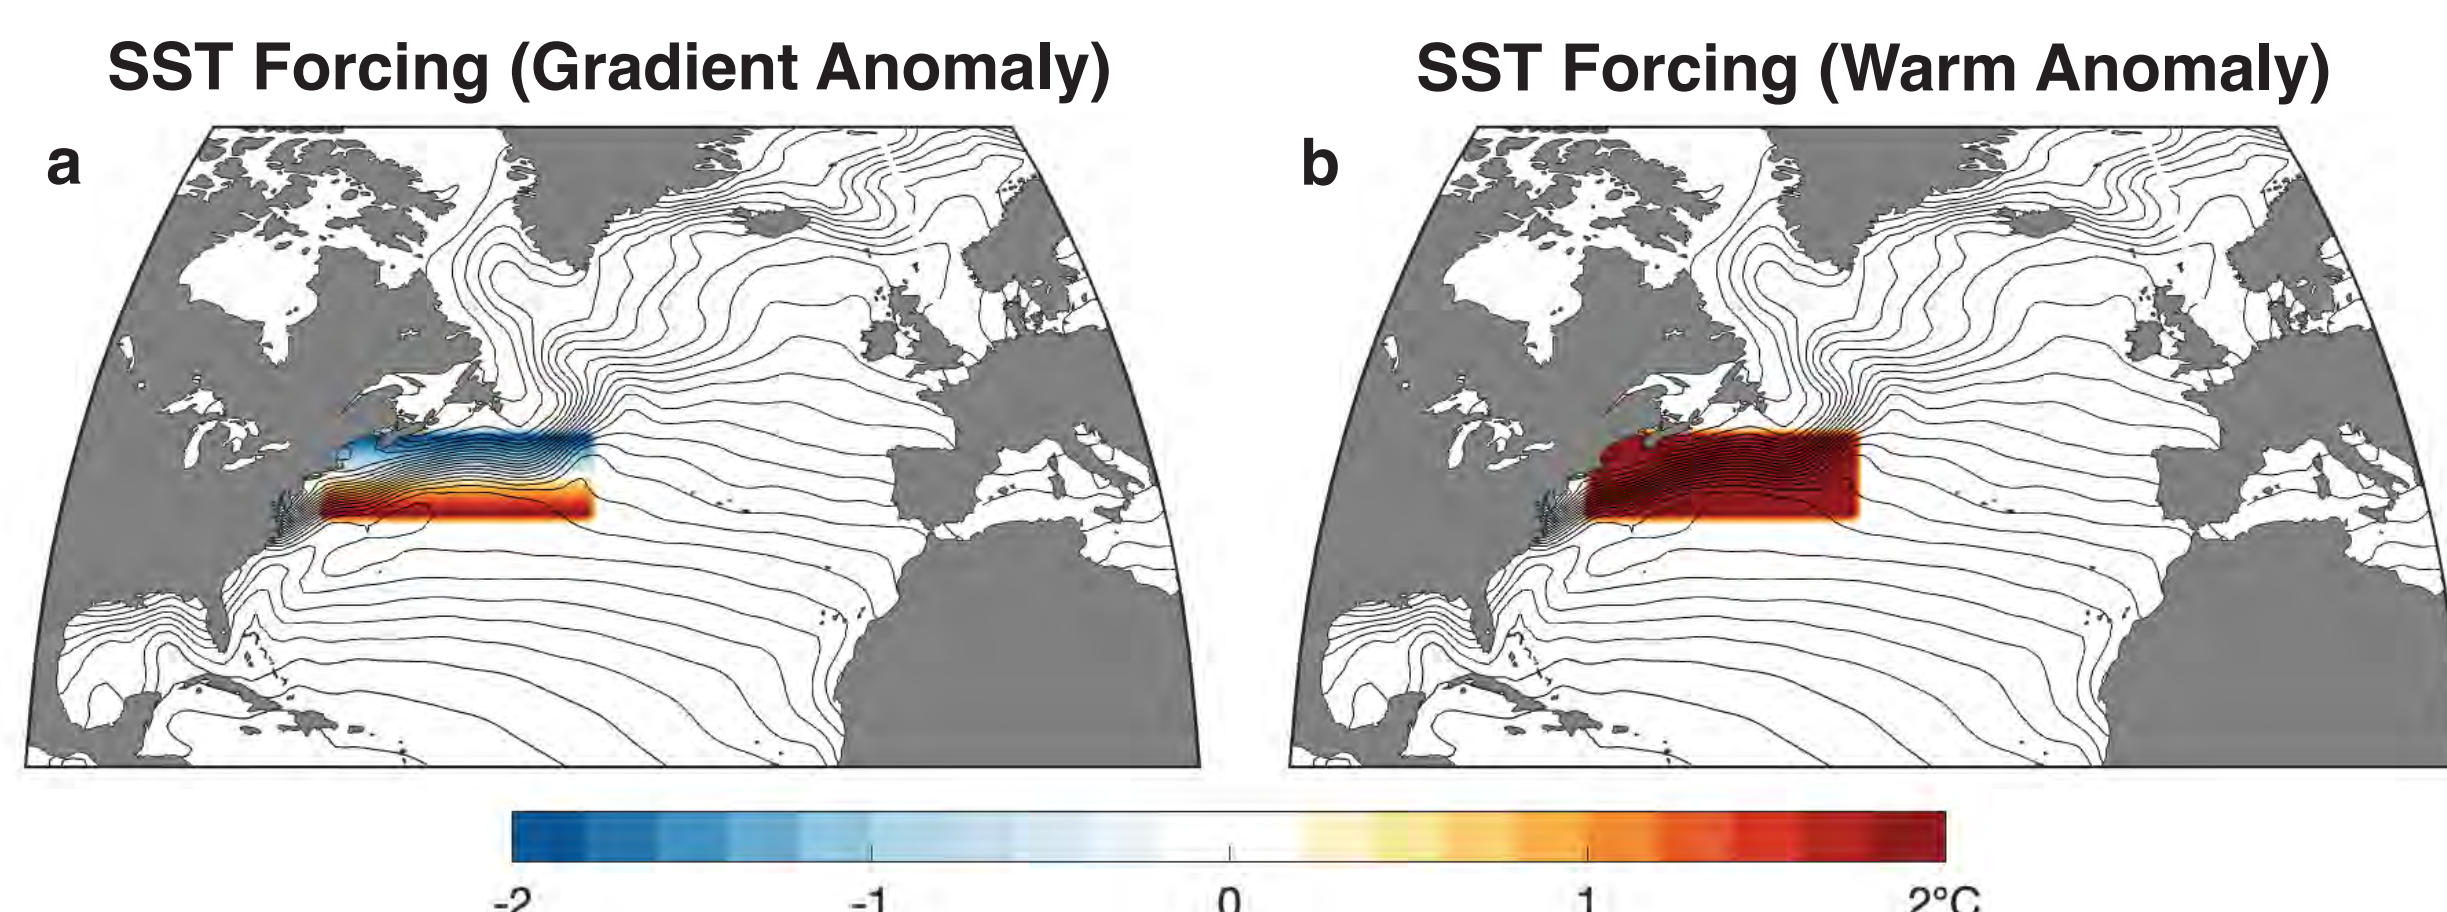 SST Forcing (Gradient Anomaly)
SST Forcing (Warm Anomaly)
a
b
-2 -1 0 1 2°C